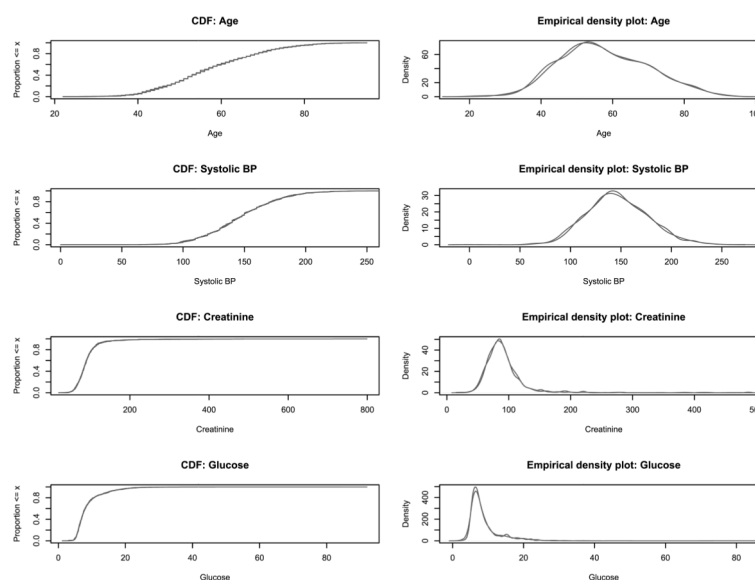 CDF: Age
Proportion <= x
0.0 0.4 0.8
20 40 60 80
Age
Empirical density plot: Age
Density
0 20 60
20 40 60 80 100
Age
CDF: Systolic BP
Proportion <= x
0.0 0.4 0.8
0 50 100 150 200 250
Systolic BP
Empirical density plot: Systolic BP
Density
0 10 20 30
0 50 100 150 200 250
Systolic BP
CDF: Creatinine
Proportion <= x
0.0 0.4 0.8
200 400 600 800
Creatinine
Empirical density plot: Creatinine
Density
0 20 40
0 100 200 300 400 500
Creatinine
CDF: Glucose
Proportion <= x
0.0 0.4 0.8
0 20 40 60 80
Glucose
Empirical density plot: Glucose
Density
0 200 400
0 20 40 60 80
Glucose